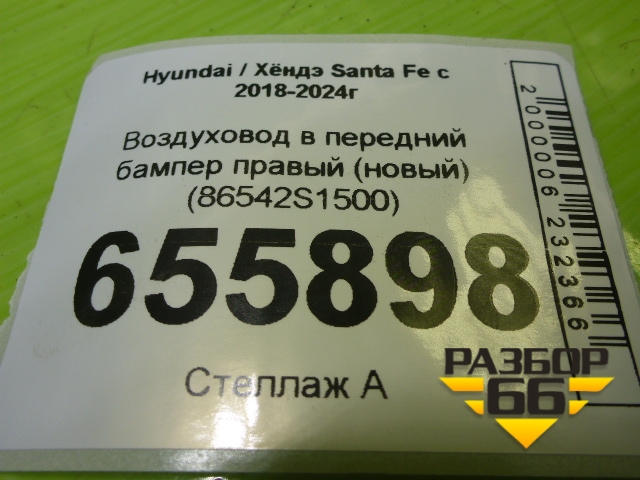 Hyundai / Хёндэ Santa Fe с
2018-2024г
Воздуховод в передний
бампер правый (новый)
(86542S1500)
655898
Стеллаж А
2000006232366
РАЗБОР
66